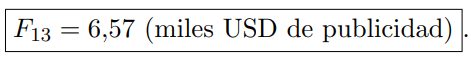 F₁₃ = 6,57 (miles USD de publicidad).